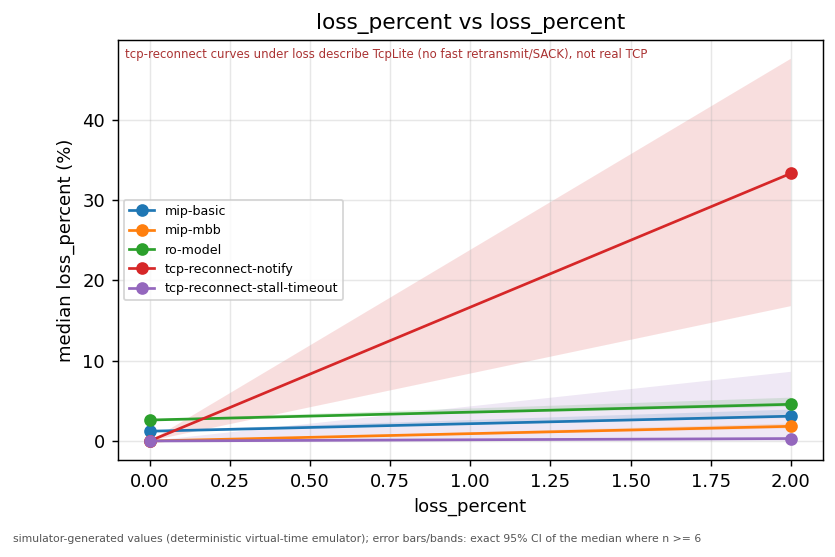 loss_percent vs loss_percent
tcp-reconnect curves under loss describe TcpLite (no fast retransmit/SACK), not real TCP
median loss_percent (%)
40
30
20
10
0
mip-basic
mip-mbb
ro-model
tcp-reconnect-notify
tcp-reconnect-stall-timeout
0.00 0.25 0.50 0.75 1.00 1.25 1.50 1.75 2.00
loss_percent
simulator-generated values (deterministic virtual-time emulator); error bars/bands: exact 95% CI of the median where n >= 6